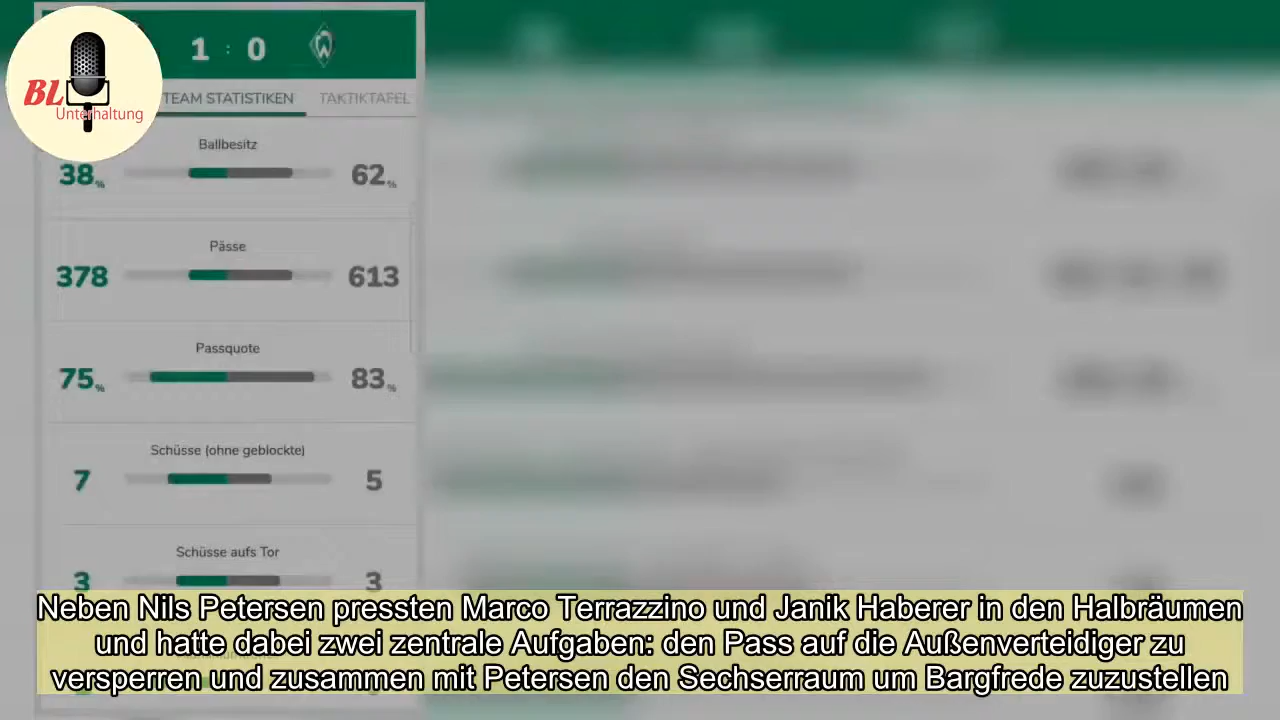 1 : 0
BL
Unterhaltung
TEAM STATISTIKEN TAKTIKTAFEL
Ballbesitz
38% 62%
Pässe
378 613
Passquote
75% 83%
Schüsse (ohne geblockte)
7 5
Schüsse aufs Tor
3 3
Neben Nils Petersen pressten Marco Terrazzino und Janik Haberer in den Halbräumen
und hatte dabei zwei zentrale Aufgaben: den Pass auf die Außenverteidiger zu
versperren und zusammen mit Petersen den Sechserraum um Bargfrede zuzustellen